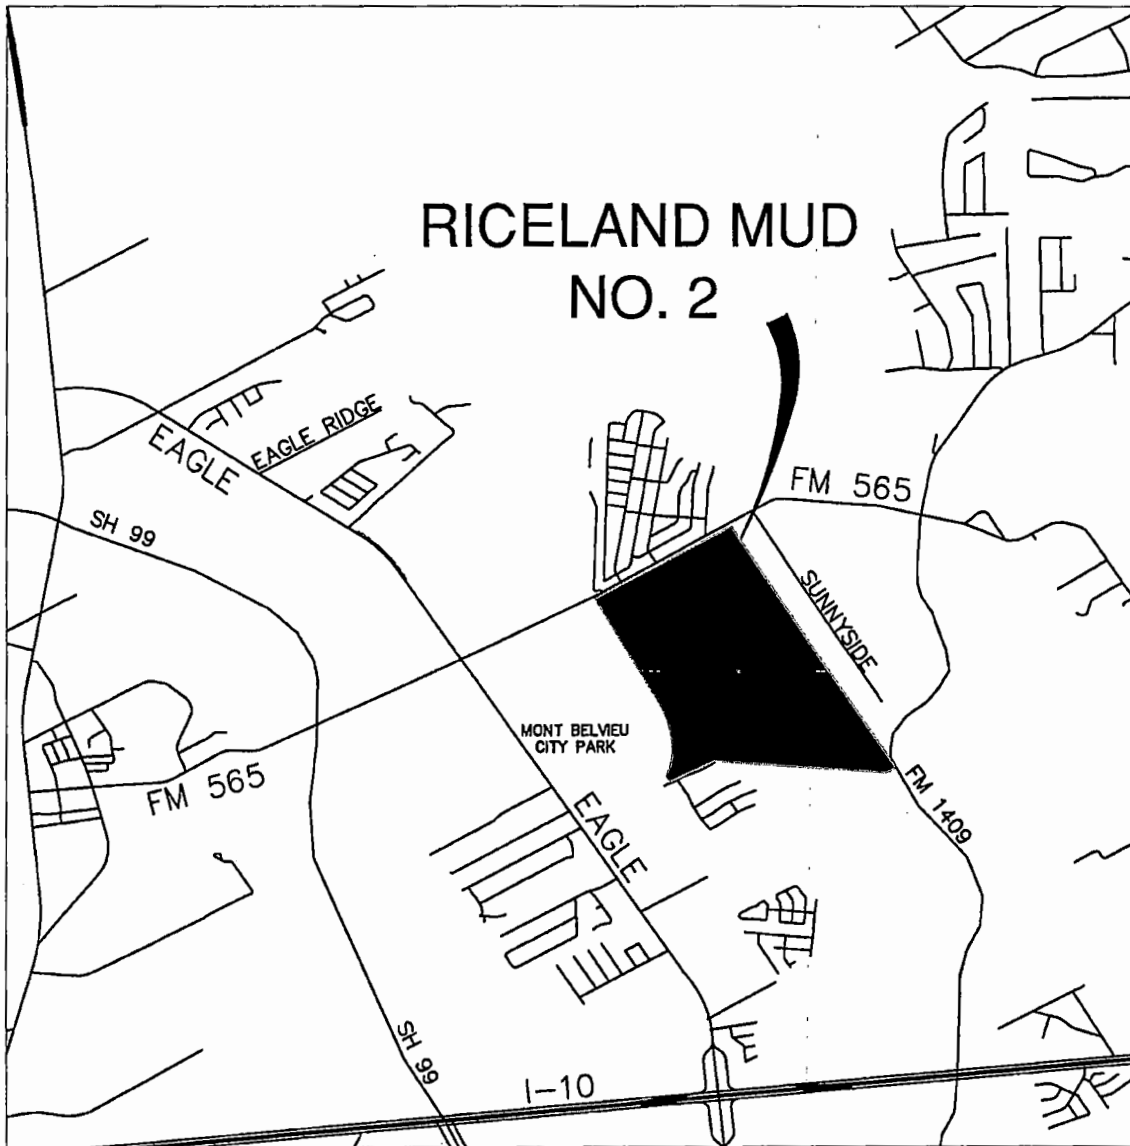 RICELAND MUD
NO. 2
EAGLE RIDGE
EAGLE
FM 565
SH 99
SUNNYSIDE
MONT BELVIEU
CITY PARK
FM 565
FM 1409
EAGLE
SH 99
I-10